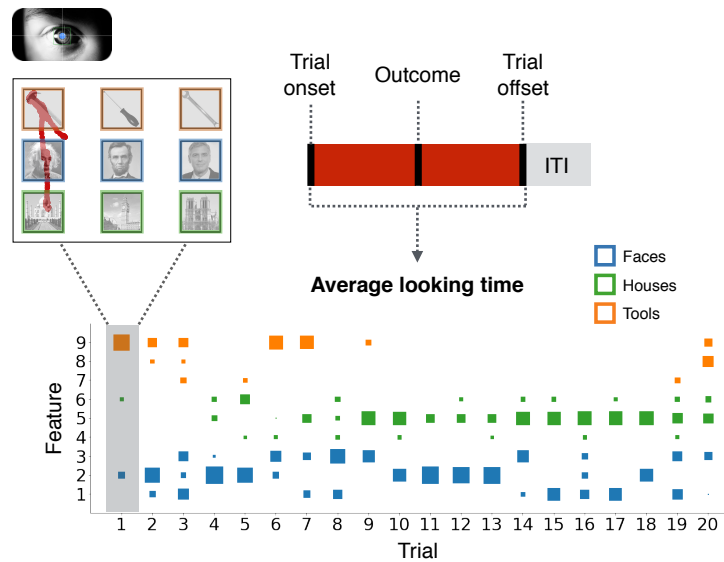 Trial
onset
Outcome
Trial
offset
ITI
Average looking time
Faces
Houses
Tools
Feature
9
8
7
6
5
4
3
2
1
1 2 3 4 5 6 7 8 9 10 11 12 13 14 15 16 17 18 19 20
Trial